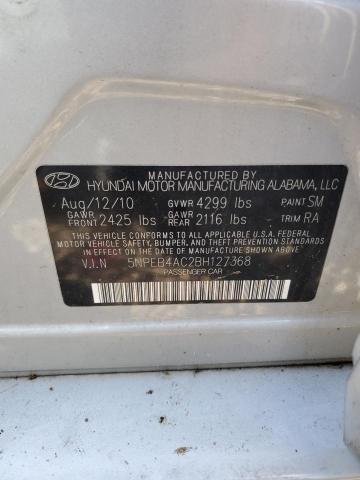 MANUFACTURED BY
HYUNDAI MOTOR MANUFACTURING ALABAMA, LLC
Aug/12/10 GVWR 4299 lbs PAINT SM
GAWR FRONT 2425 lbs GAWR REAR 2116 lbs TRIM RA
THIS VEHICLE CONFORMS TO ALL APPLICABLE U.S.A. FEDERAL
MOTOR VEHICLE SAFETY, BUMPER, AND THEFT PREVENTION STANDARDS
IN EFFECT ON THE DATE OF MANUFACTURE SHOWN ABOVE.
V.I.N 5NPEB4AC2BH127368
PASSENGER CAR